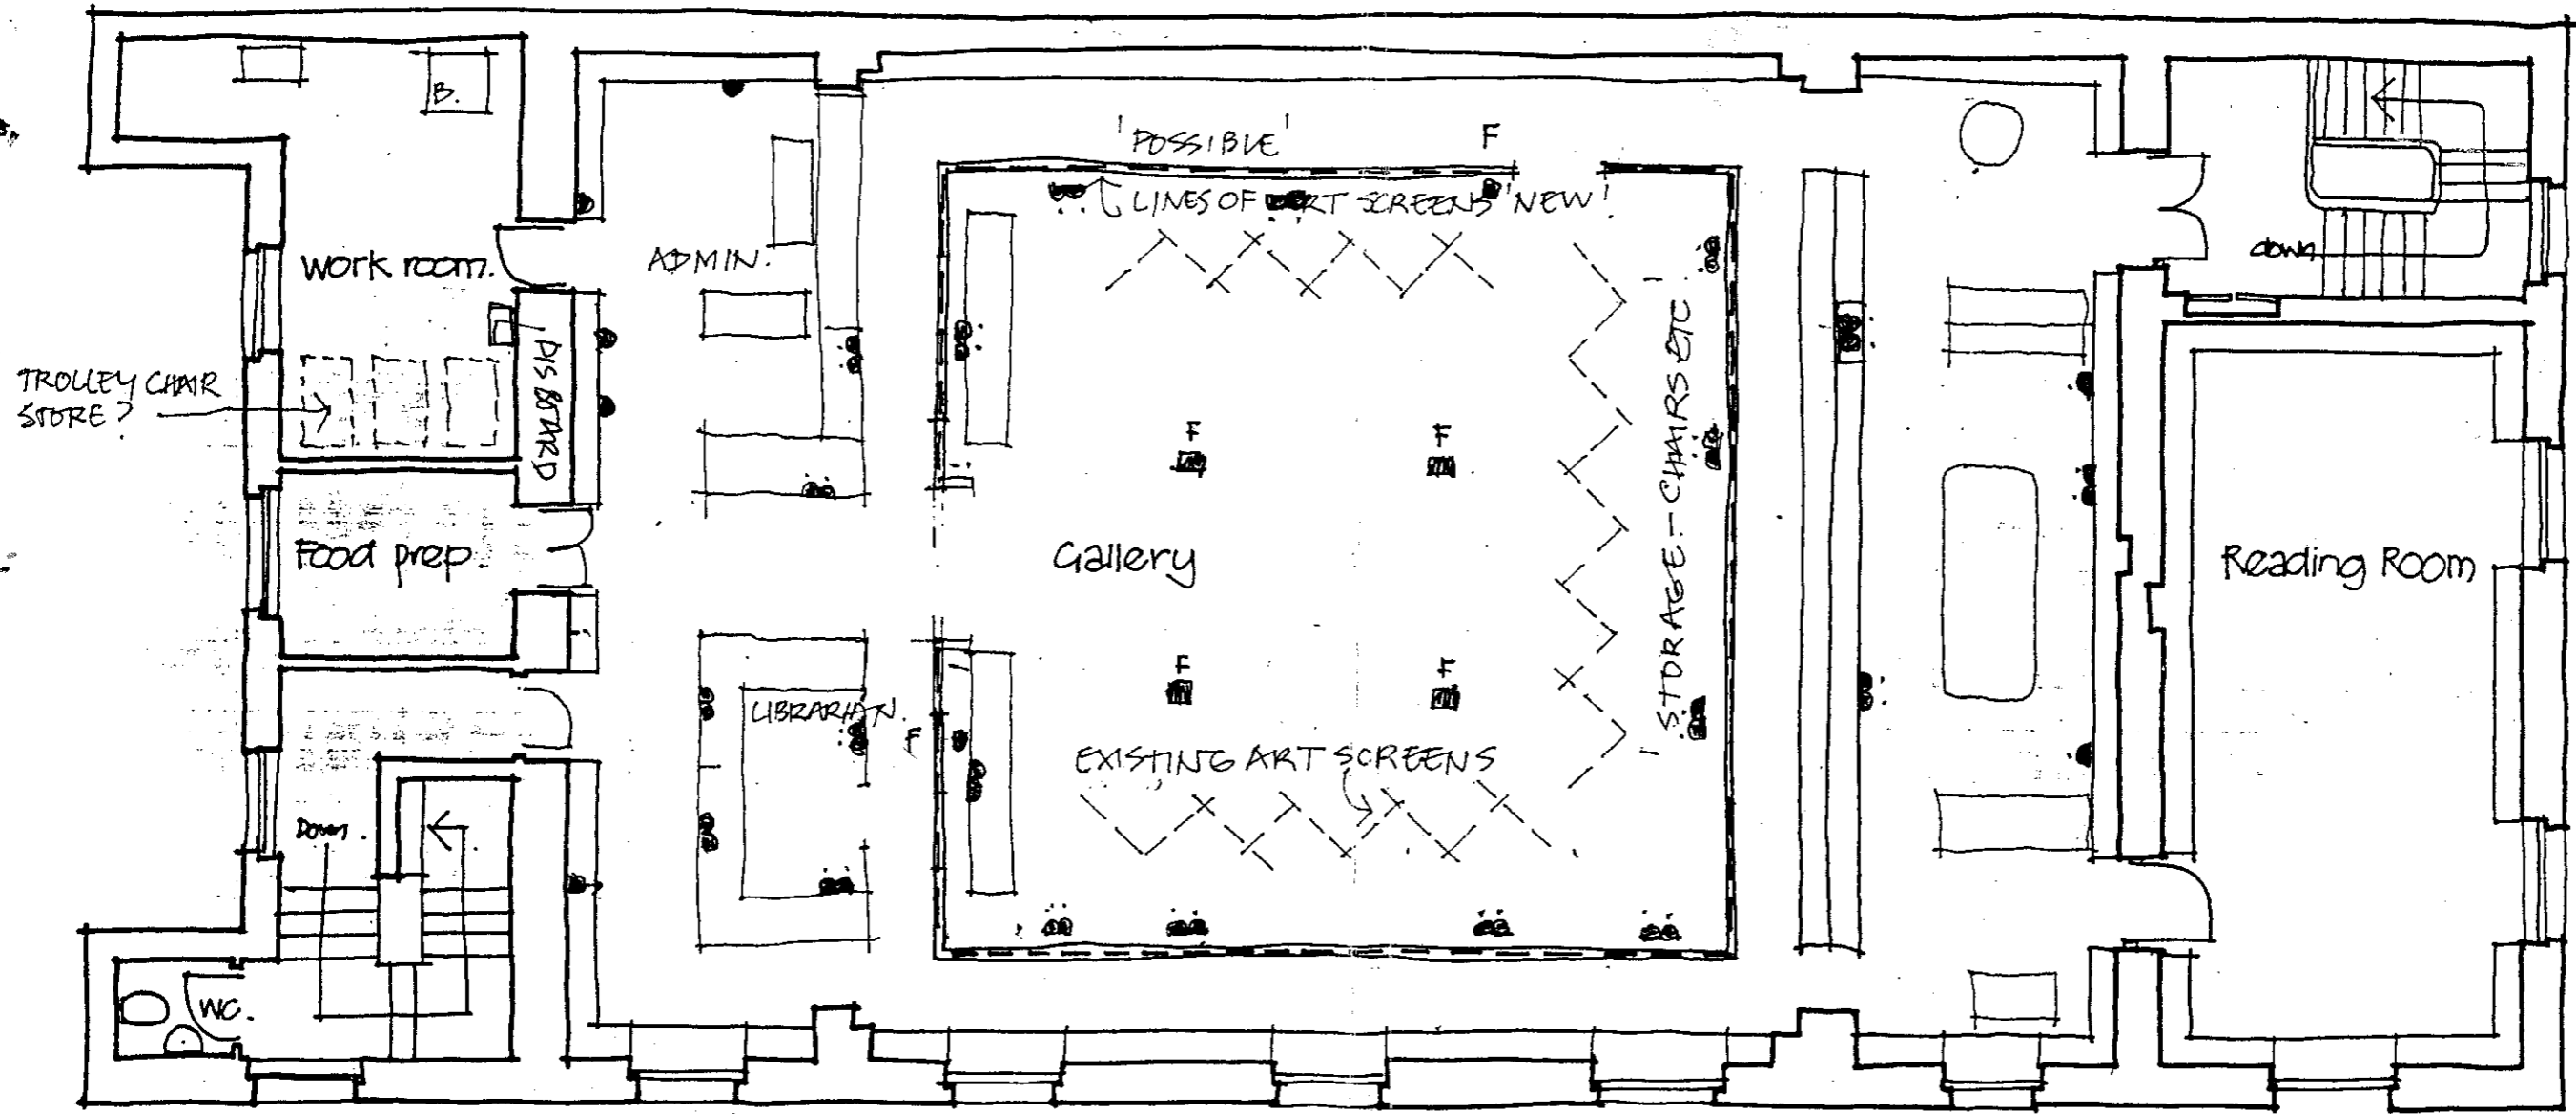 B.
'POSSIBLE'
F
LINES OF ART SCREENS 'NEW'
work room.
ADMIN.
down
TROLLEY CHAIR
STORE?
DIS BOARD
STORAGE - CHAIRS ETC.
F
F
Food prep.
Gallery
Reading Room
F
F
LIBRARIAN.
F
EXISTING ART SCREENS
Down.
WC.